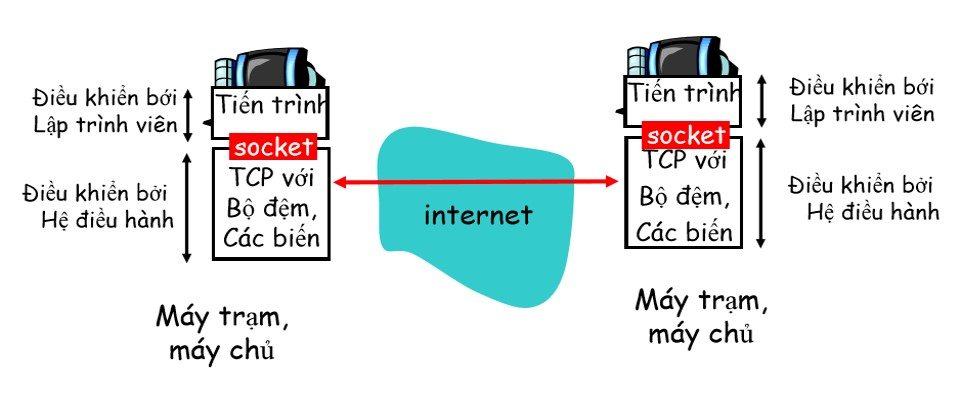 Điều khiển bới
Lập trình viên
Tiến trình
socket
TCP với
Bộ đệm,
Các biến
Điều khiển bởi
Hệ điều hành
Máy trạm,
máy chủ
internet
Tiến trình
socket
TCP với
Bộ đệm,
Các biến
Điều khiển bởi
Lập trình viên
Điều khiển bởi
Hệ điều hành
Máy trạm,
máy chủ